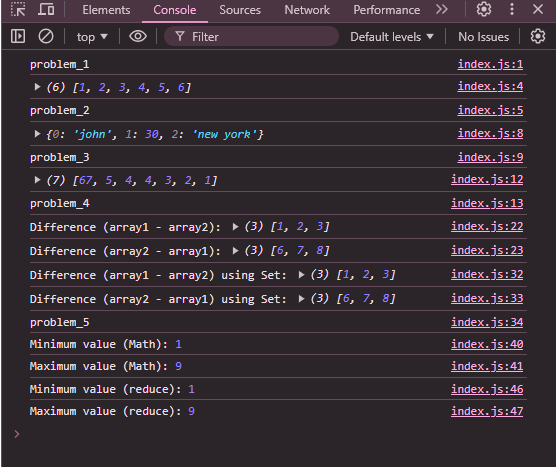 Elements Console Sources Network Performance
top Filter Default levels No Issues
problem_1 index.js:1
(6) [1, 2, 3, 4, 5, 6] index.js:4
problem_2 index.js:5
{0: 'john', 1: 30, 2: 'new york'} index.js:8
problem_3 index.js:9
(7) [67, 5, 4, 4, 3, 2, 1] index.js:12
problem_4 index.js:13
Difference (array1 - array2): (3) [1, 2, 3] index.js:22
Difference (array2 - array1): (3) [6, 7, 8] index.js:23
Difference (array1 - array2) using Set: (3) [1, 2, 3] index.js:32
Difference (array2 - array1) using Set: (3) [6, 7, 8] index.js:33
problem_5 index.js:34
Minimum value (Math): 1 index.js:40
Maximum value (Math): 9 index.js:41
Minimum value (reduce): 1 index.js:46
Maximum value (reduce): 9 index.js:47